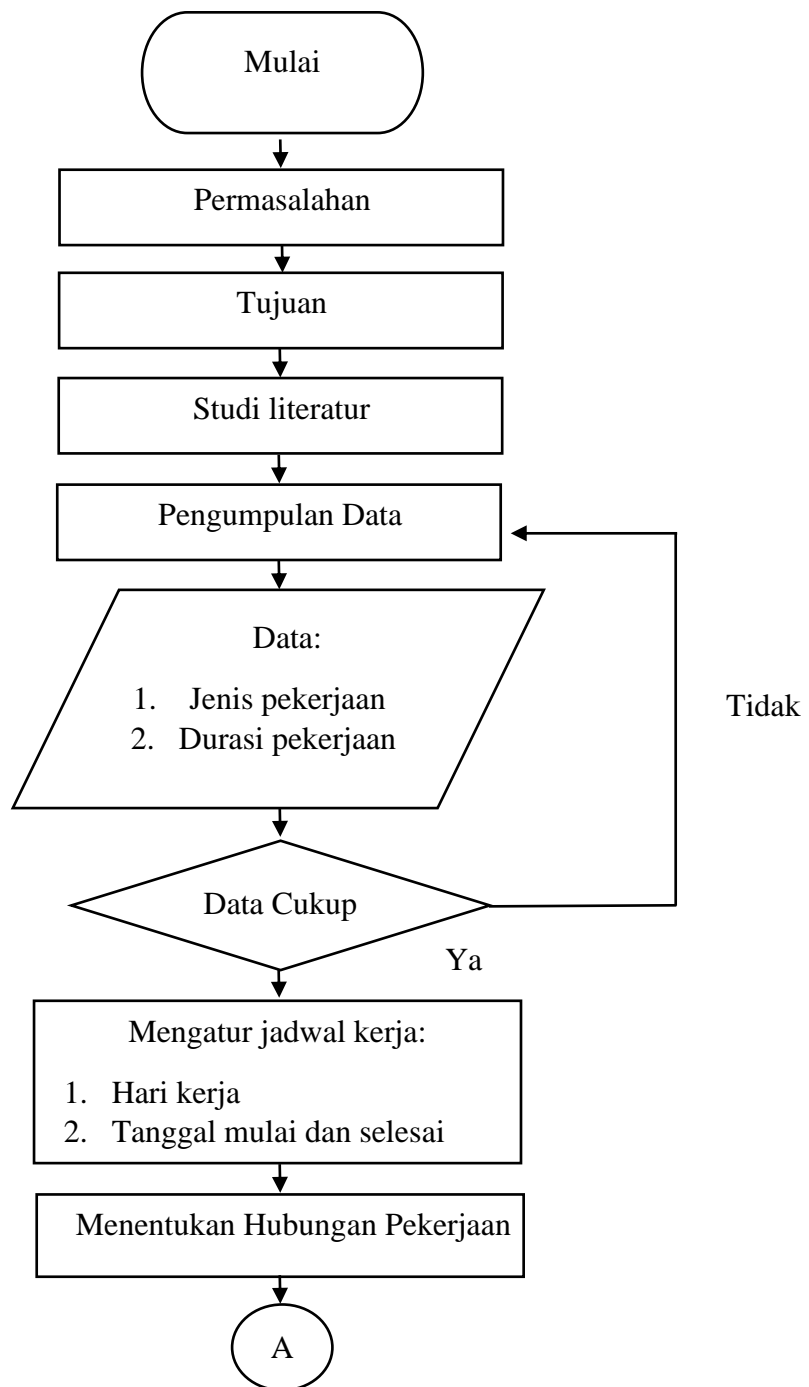 Mulai
Permasalahan
Tujuan
Studi literatur
Pengumpulan Data
Data:
1. Jenis pekerjaan
2. Durasi pekerjaan
Tidak
Data Cukup
Ya
Mengatur jadwal kerja:
1. Hari kerja
2. Tanggal mulai dan selesai
Menentukan Hubungan Pekerjaan
A